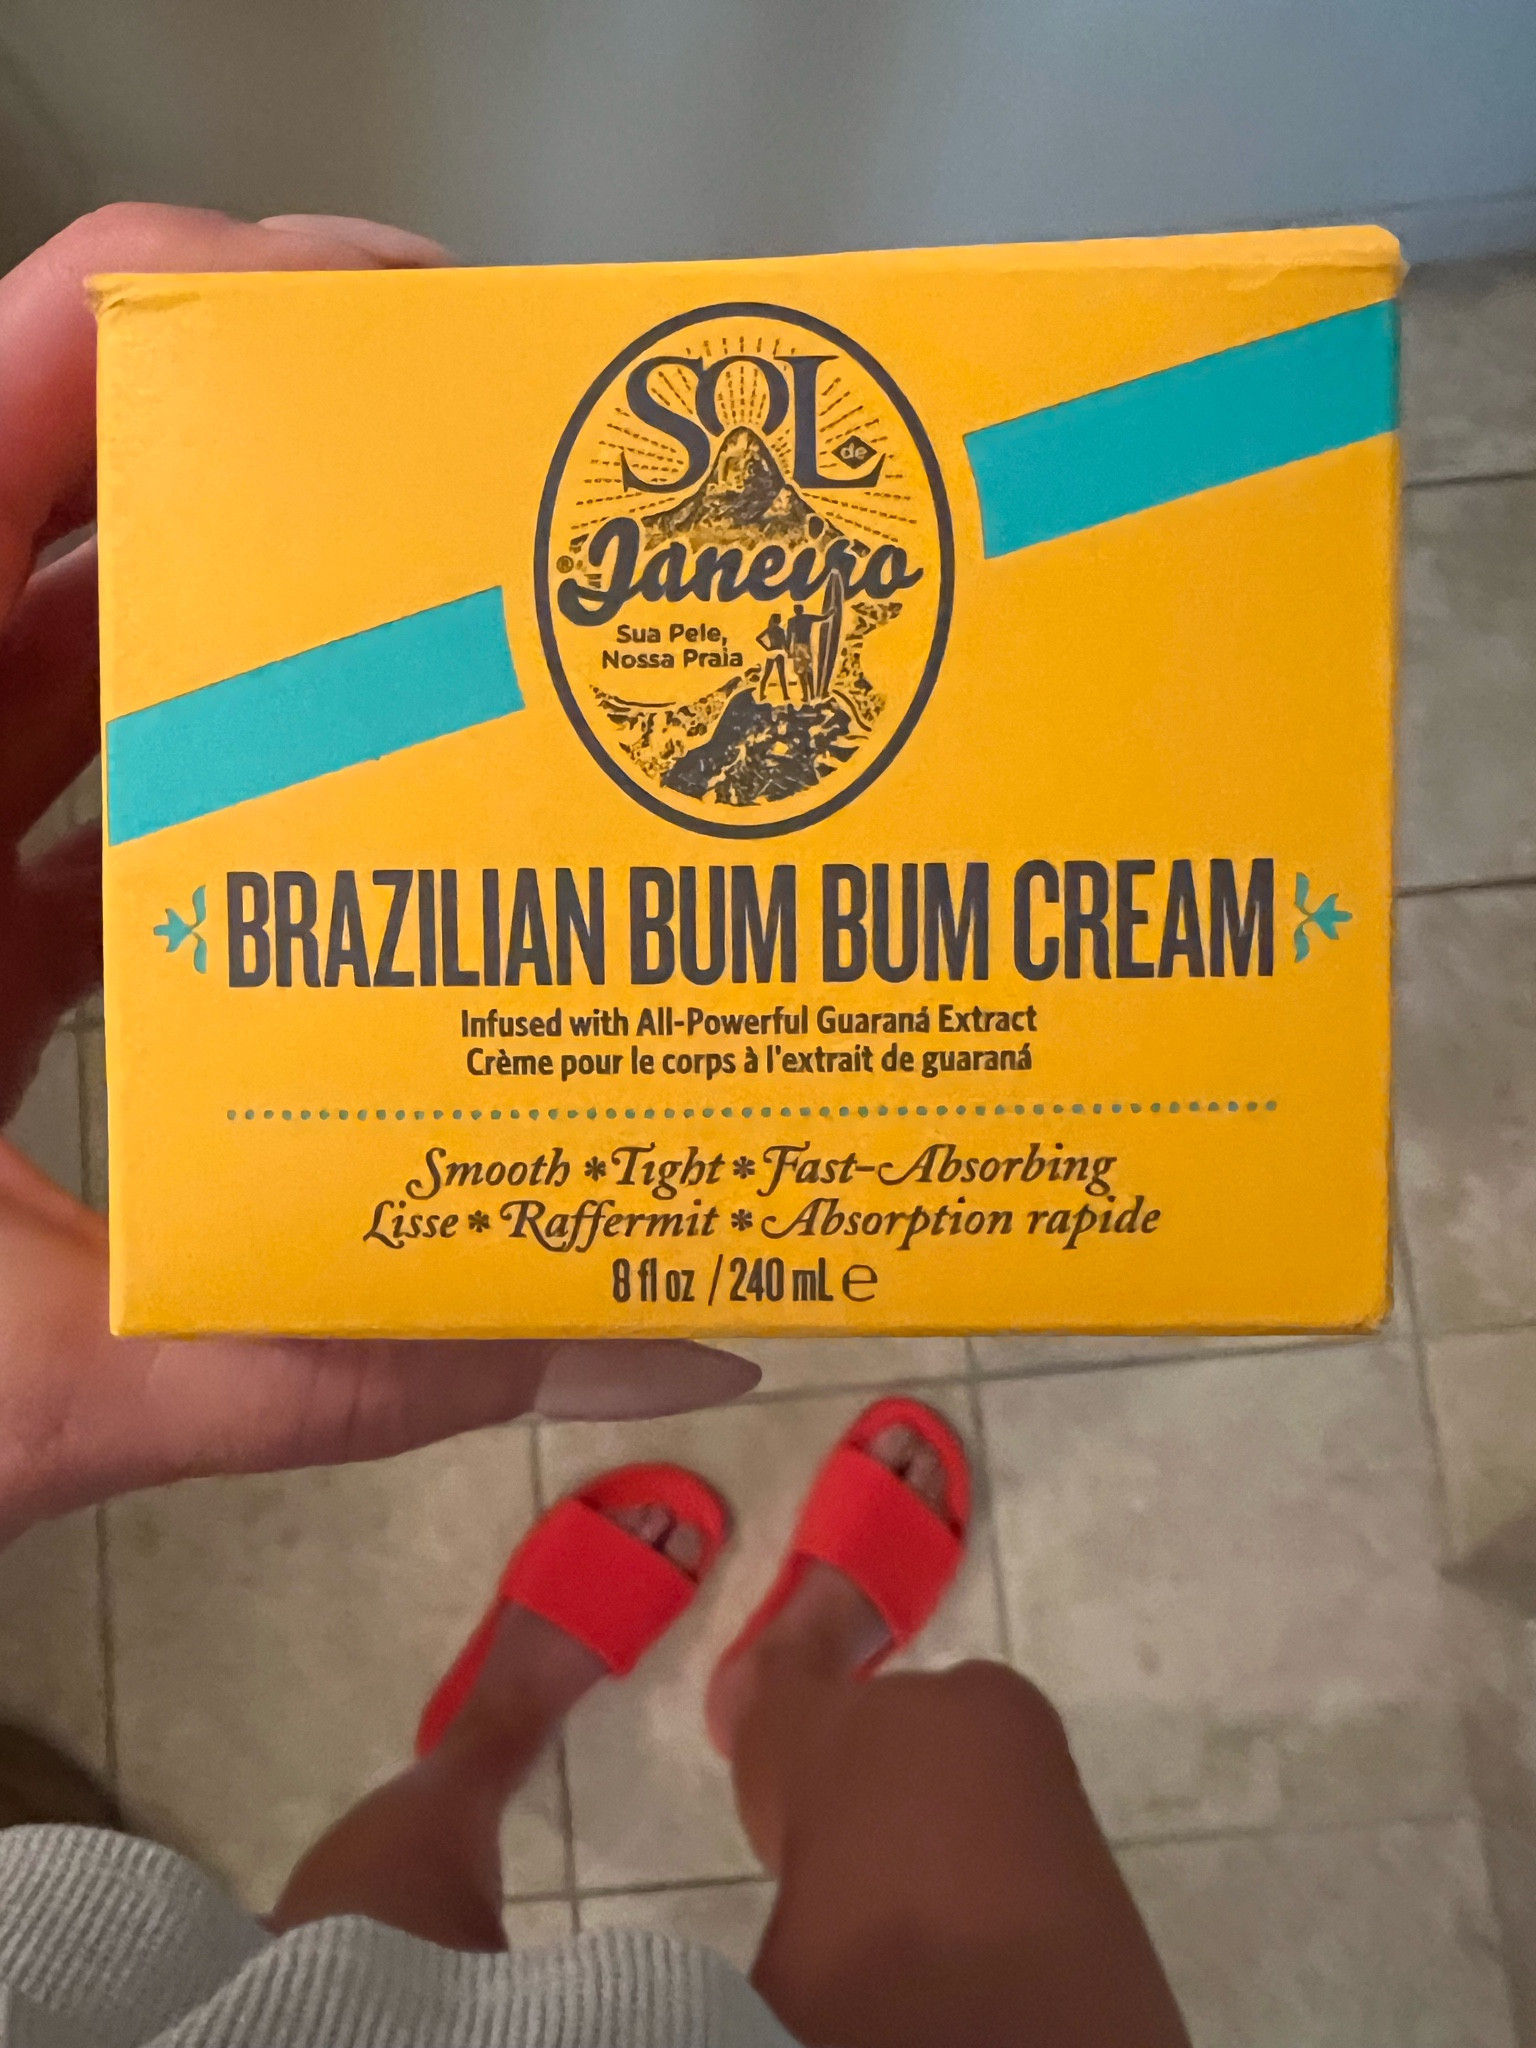 SOL
de
Janeiro®
Sua Pele,
Nossa Praia
BRAZILIAN BUM BUM CREAM
Infused with All-Powerful Guaraná Extract
Crème pour le corps à l'extrait de guaraná
Smooth * Tight * Fast-Absorbing
Lisse * Raffermit * Absorption rapide
8 fl oz / 240 mL ℮